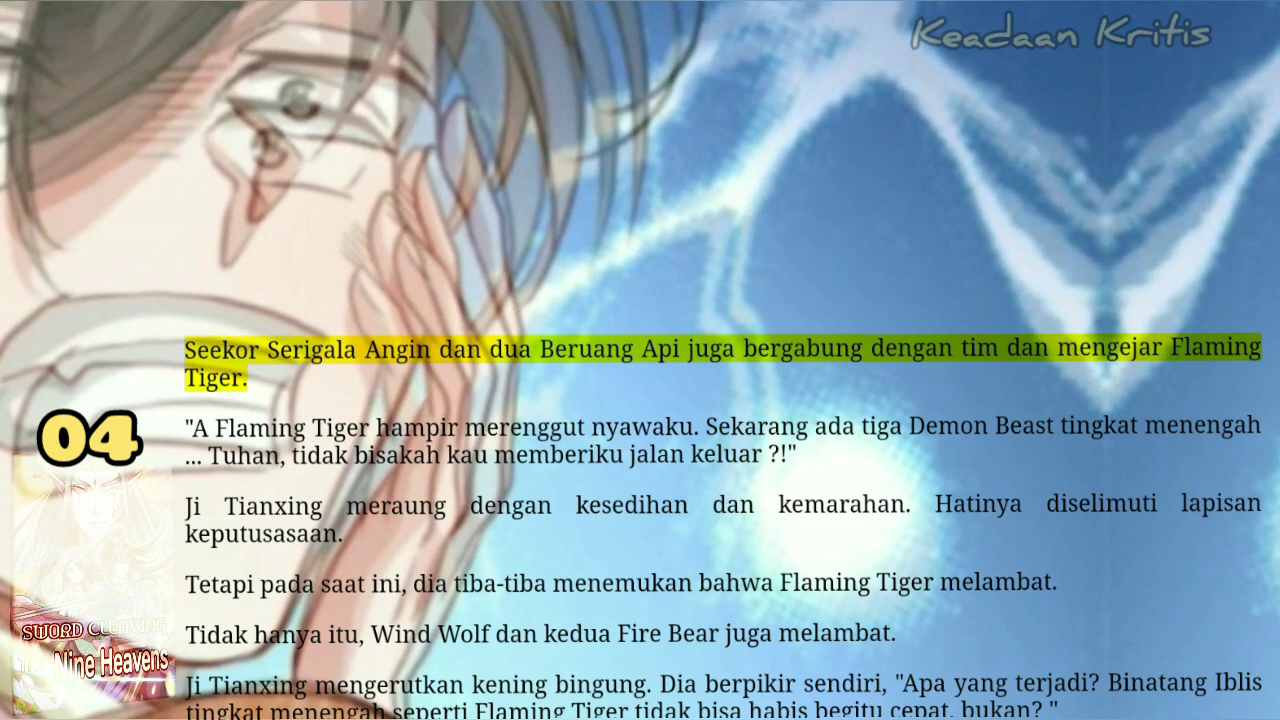 Keadaan Kritis
Seekor Serigala Angin dan dua Beruang Api juga bergabung dengan tim dan mengejar Flaming
Tiger.
04
"A Flaming Tiger hampir merenggut nyawaku. Sekarang ada tiga Demon Beast tingkat menengah
... Tuhan, tidak bisakah kau memberiku jalan keluar ?!"
Ji Tianxing meraung dengan kesedihan dan kemarahan. Hatinya diselimuti lapisan
keputusasaan.
Tetapi pada saat ini, dia tiba-tiba menemukan bahwa Flaming Tiger melambat.
Tidak hanya itu, Wind Wolf dan kedua Fire Bear juga melambat.
SWORD CLEAVING
Nine Heavens
Ji Tianxing mengerutkan kening bingung. Dia berpikir sendiri, "Apa yang terjadi? Binatang Iblis
tingkat menengah seperti Flaming Tiger tidak bisa habis begitu cepat, bukan? "